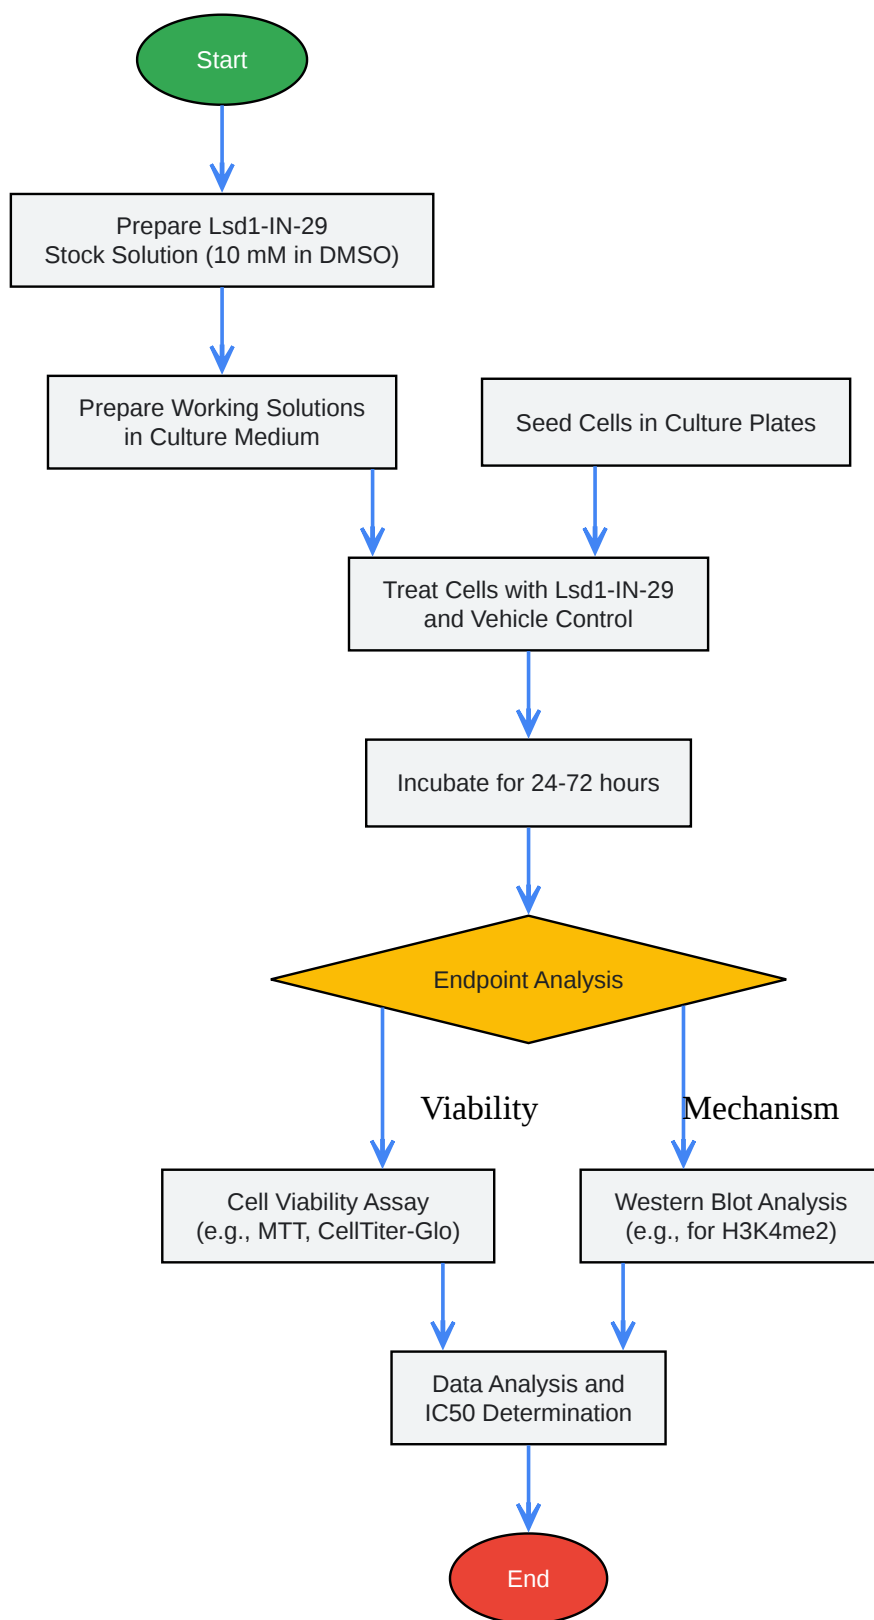 Start
Prepare Lsd1-IN-29
Stock Solution (10 mM in DMSO)
Prepare Working Solutions
in Culture Medium
Seed Cells in Culture Plates
Treat Cells with Lsd1-IN-29
and Vehicle Control
Incubate for 24-72 hours
Endpoint Analysis
Viability
Mechanism
Cell Viability Assay
(e.g., MTT, CellTiter-Glo)
Western Blot Analysis
(e.g., for H3K4me2)
Data Analysis and
IC50 Determination
End